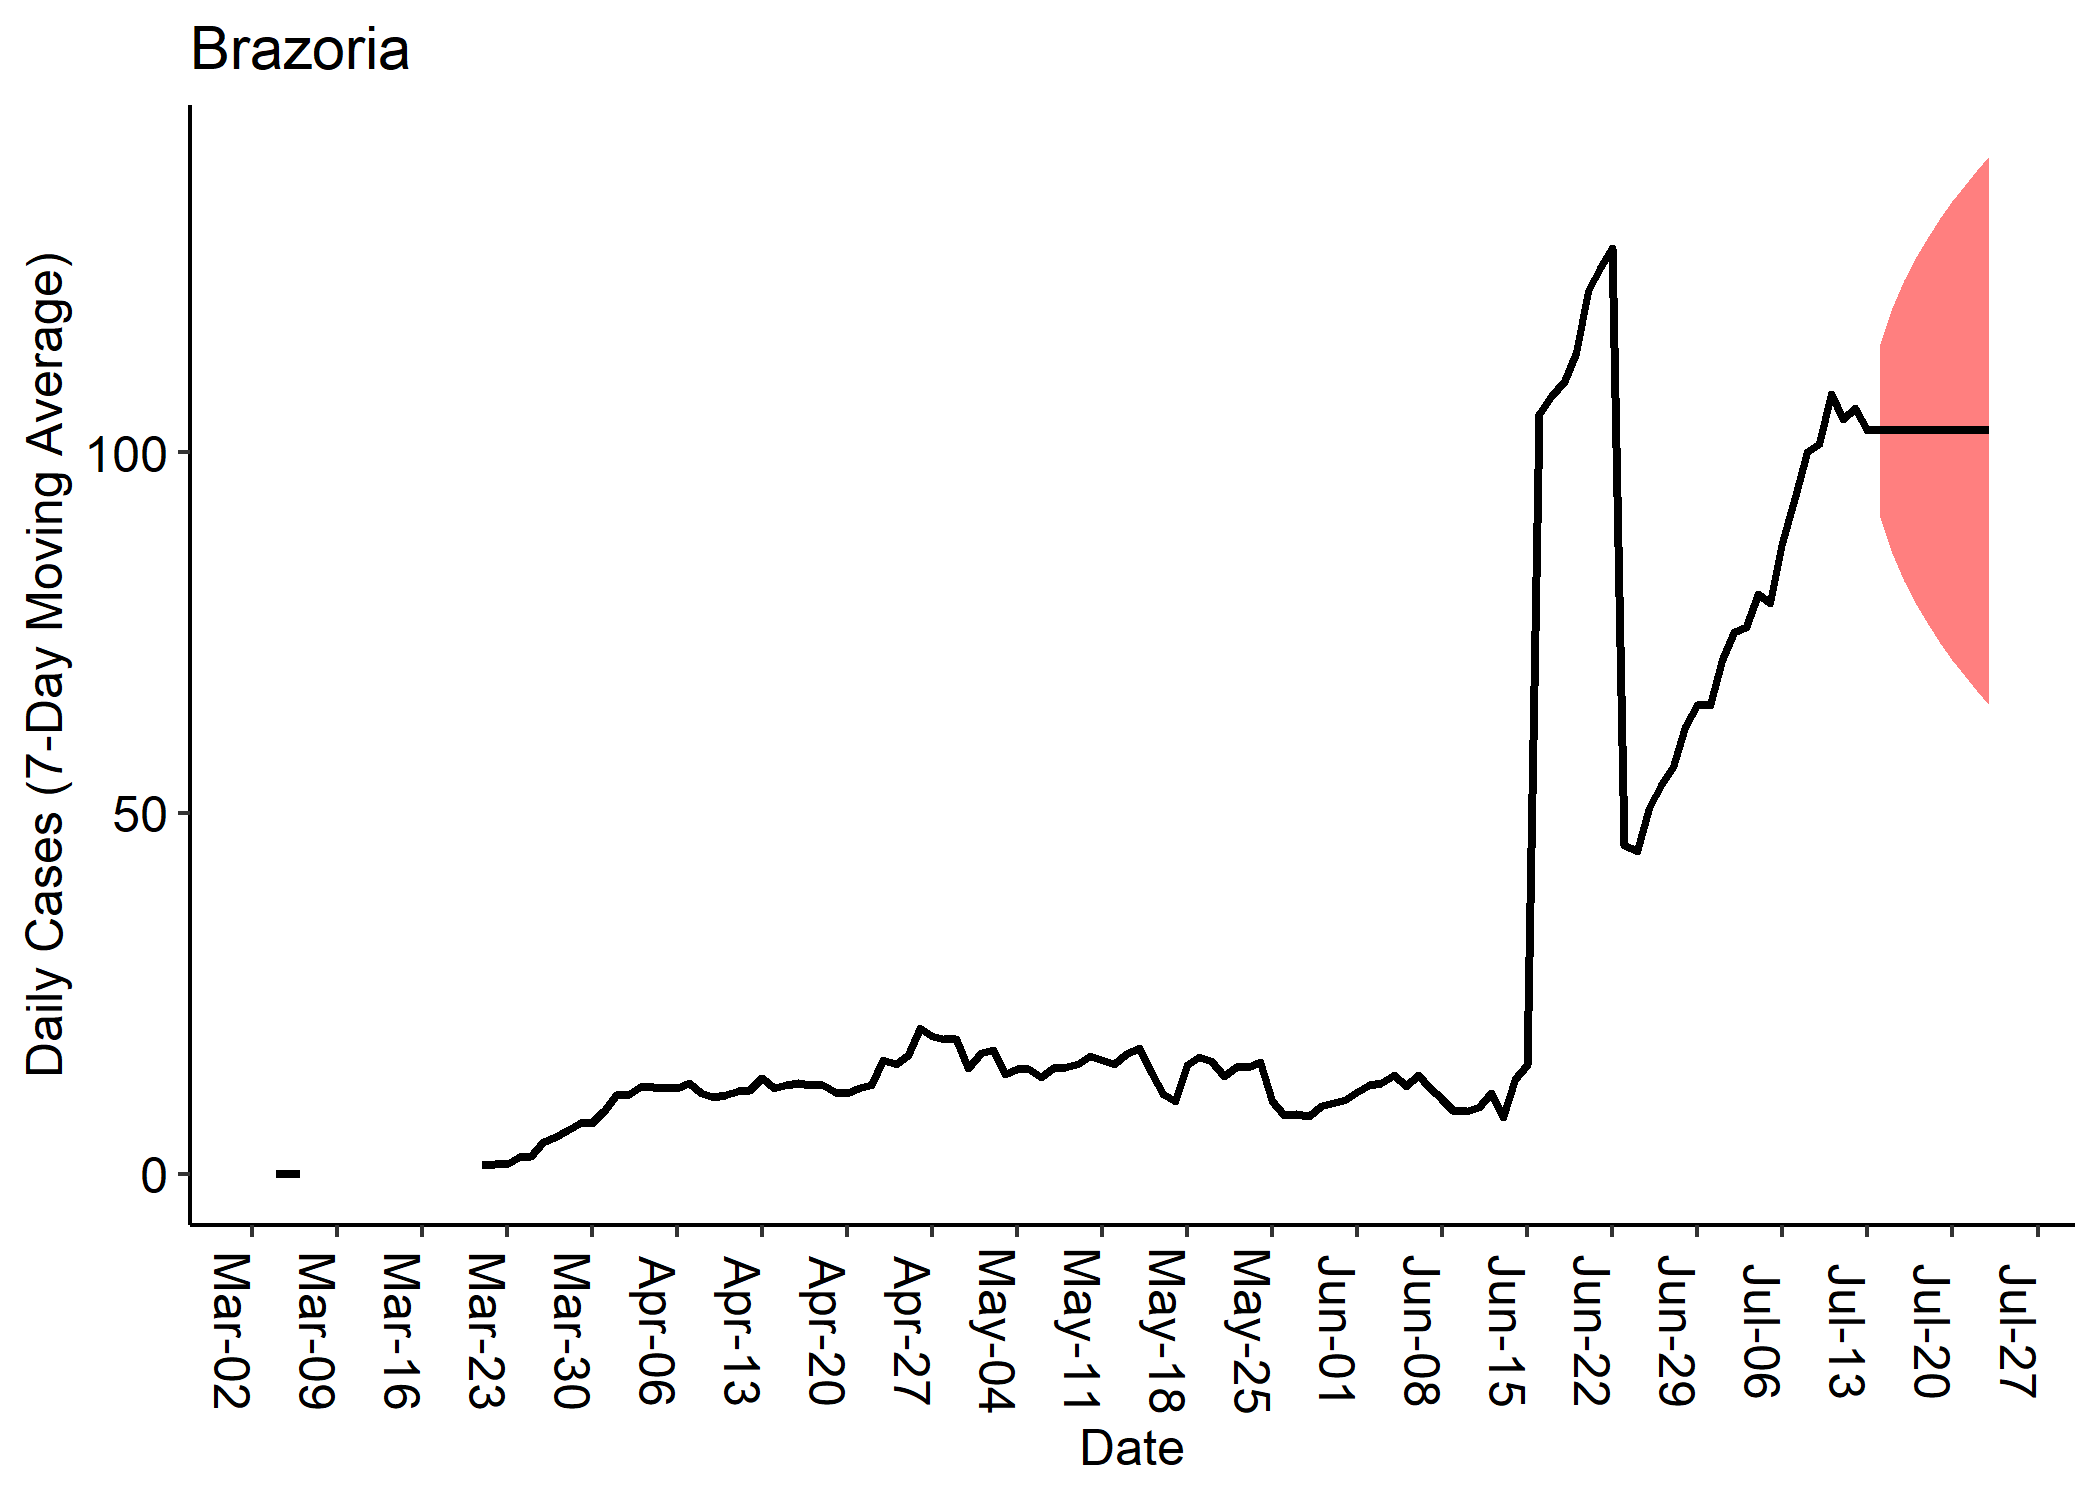 Brazoria
Daily Cases (7-Day Moving Average)
100
50
0
Mar-02
Mar-09
Mar-16
Mar-23
Mar-30
Apr-06
Apr-13
Apr-20
Apr-27
May-04
May-11
May-18
May-25
Jun-01
Jun-08
Jun-15
Jun-22
Jun-29
Jul-06
Jul-13
Jul-20
Jul-27
Date